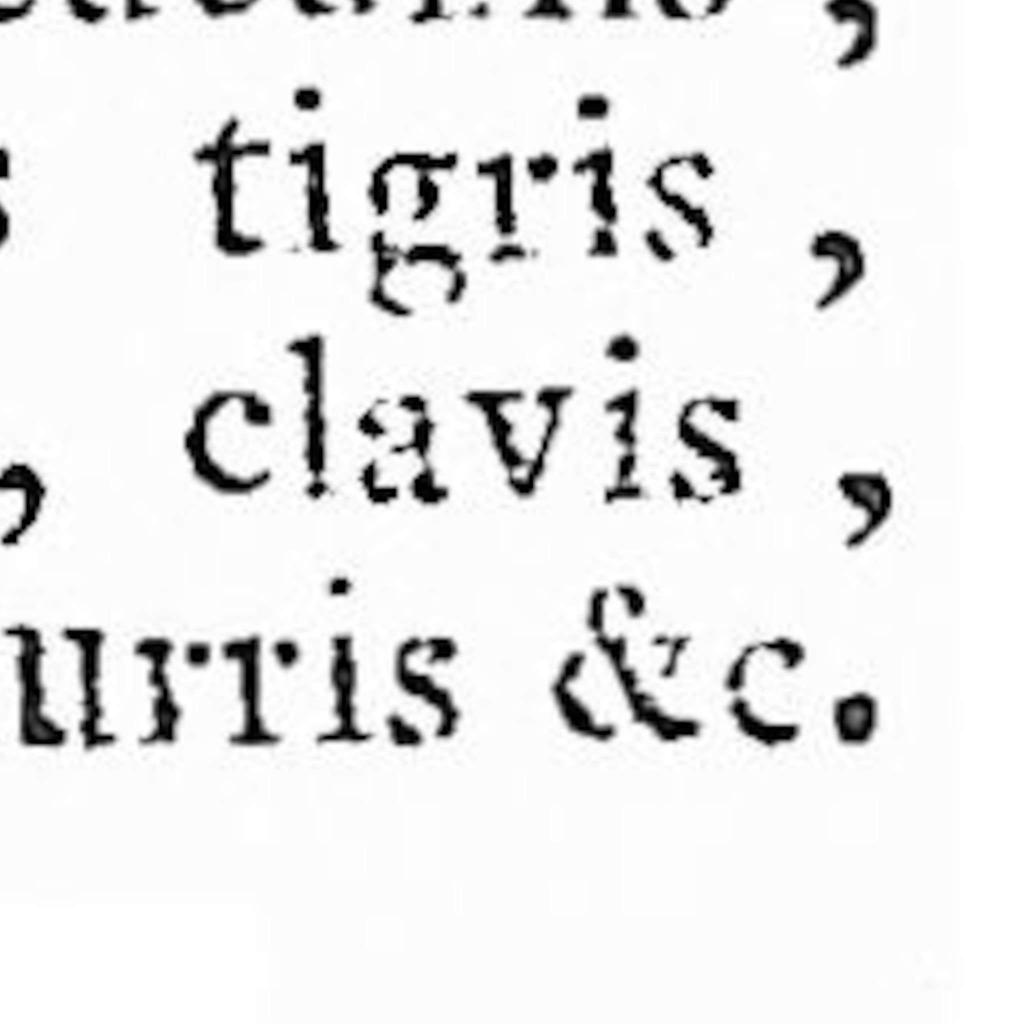 tigris ,
, clavis ,
urris &c.